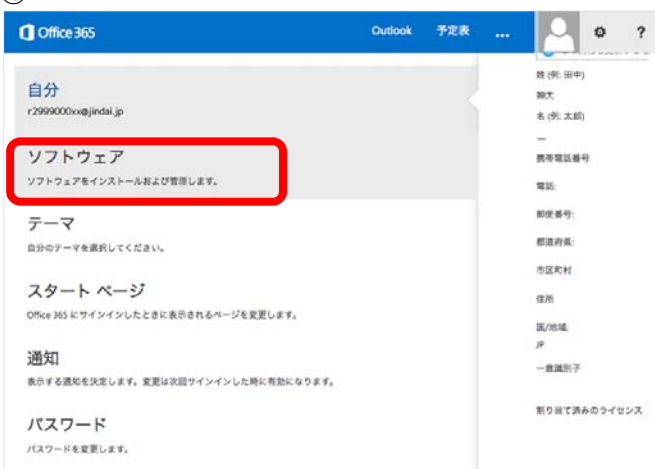 Office 365
Outlook 予定表 ... ?
自分
r2999000xx@jindai.jp
ソフトウェア
ソフトウェアをインストールおよび管理します。
テーマ
自分のテーマを選択してください。
スタート ページ
Office 365 にサインインしたときに表示されるページを変更します。
通知
表示する通知を決定します。変更は次回サインインした時に有効になります。
パスワード
パスワードを変更します。
姓 (例: 田中)
神大
名 (例: 太郎)
一
携帯電話番号
電話:
郵便番号:
都道府県:
市区町村
住所
国/地域:
JP
一意識別子
割り当て済みのライセンス